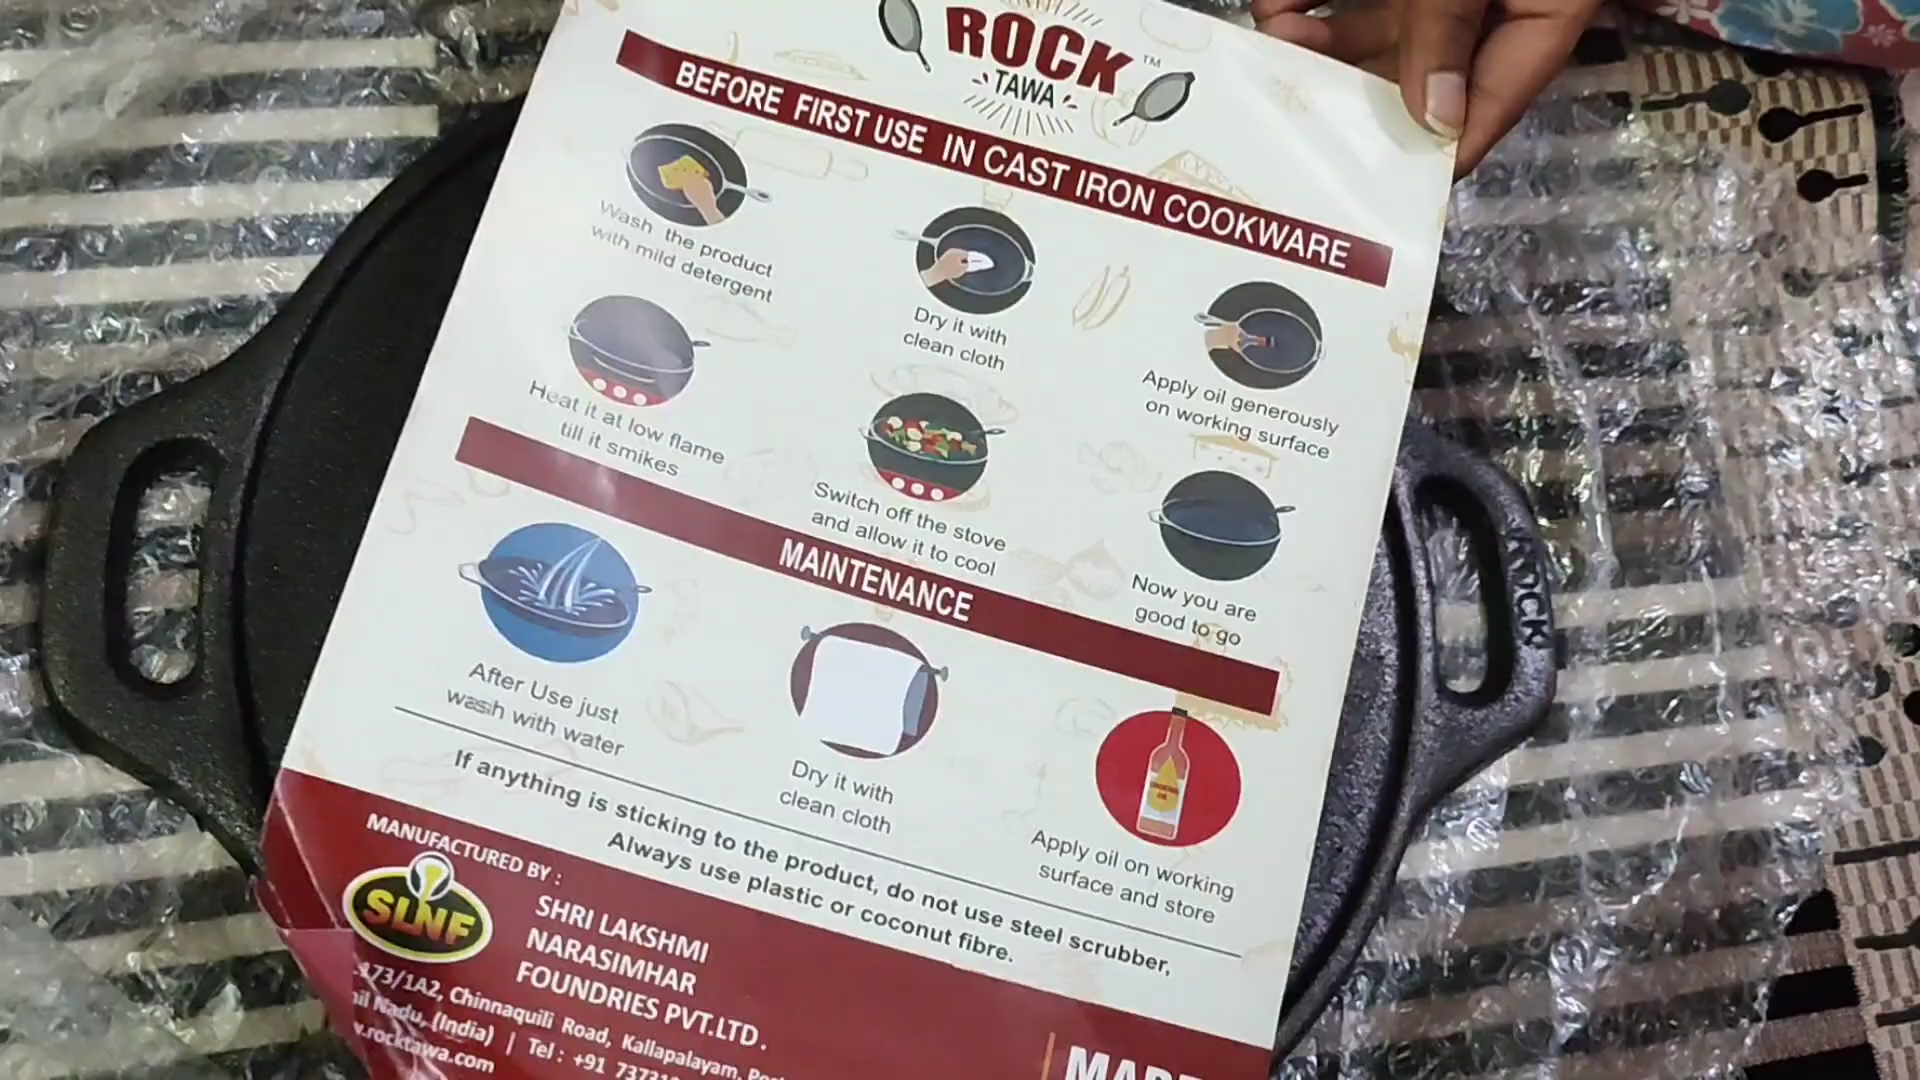 ROCK™
TAWA
BEFORE FIRST USE IN CAST IRON COOKWARE
Wash the product
with mild detergent
Dry it with
clean cloth
Apply oil generously
on working surface
Heat it at low flame
till it smikes
Switch off the stove
and allow it to cool
Now you are
good to go
MAINTENANCE
After Use just
wash with water
Dry it with
clean cloth
Apply oil on working
surface and store
If anything is sticking to the product, do not use steel scrubber,
Always use plastic or coconut fibre.
MANUFACTURED BY :
SLNF
SHRI LAKSHMI
NARASIMHAR
FOUNDRIES PVT.LTD.
173/1A2, Chinnaquili Road, Kallapalayam,
Nadu, (India) | Tel : +91
.rocktawa.com
ROCK